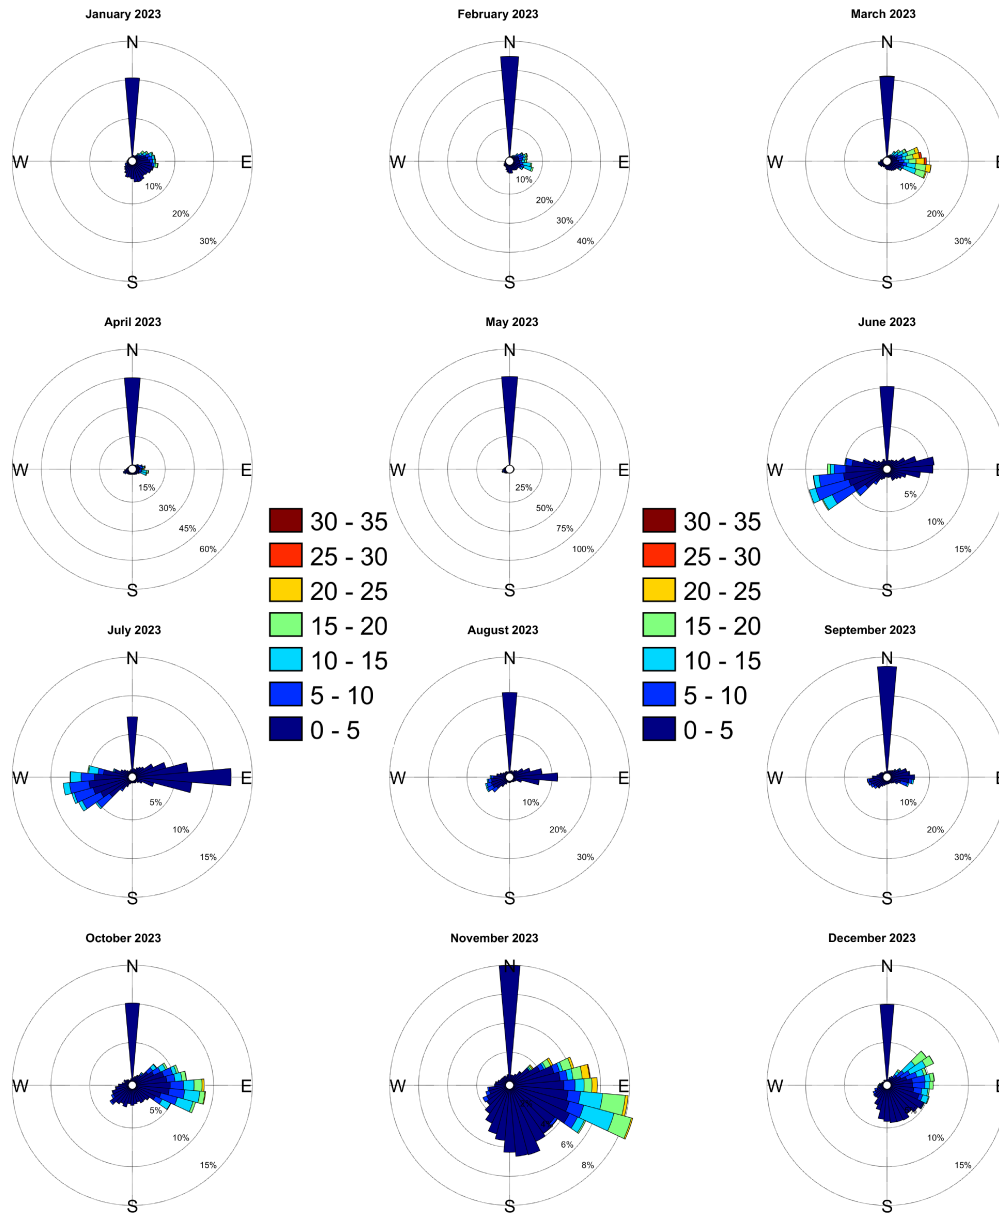 January 2023
N
W
E
S
10%
20%
30%
February 2023
N
W
E
S
10%
20%
30%
40%
March 2023
N
W
E
S
10%
20%
30%
April 2023
N
W
E
S
15%
30%
45%
60%
May 2023
N
W
E
S
25%
50%
75%
100%
June 2023
N
W
E
S
5%
10%
15%
30 - 35
25 - 30
20 - 25
15 - 20
10 - 15
5 - 10
0 - 5
30 - 35
25 - 30
20 - 25
15 - 20
10 - 15
5 - 10
0 - 5
July 2023
N
W
E
S
5%
10%
15%
August 2023
N
W
E
S
10%
20%
30%
September 2023
N
W
E
S
10%
20%
30%
October 2023
N
W
E
S
5%
10%
15%
November 2023
N
W
E
S
6%
8%
December 2023
N
W
E
S
5%
10%
15%